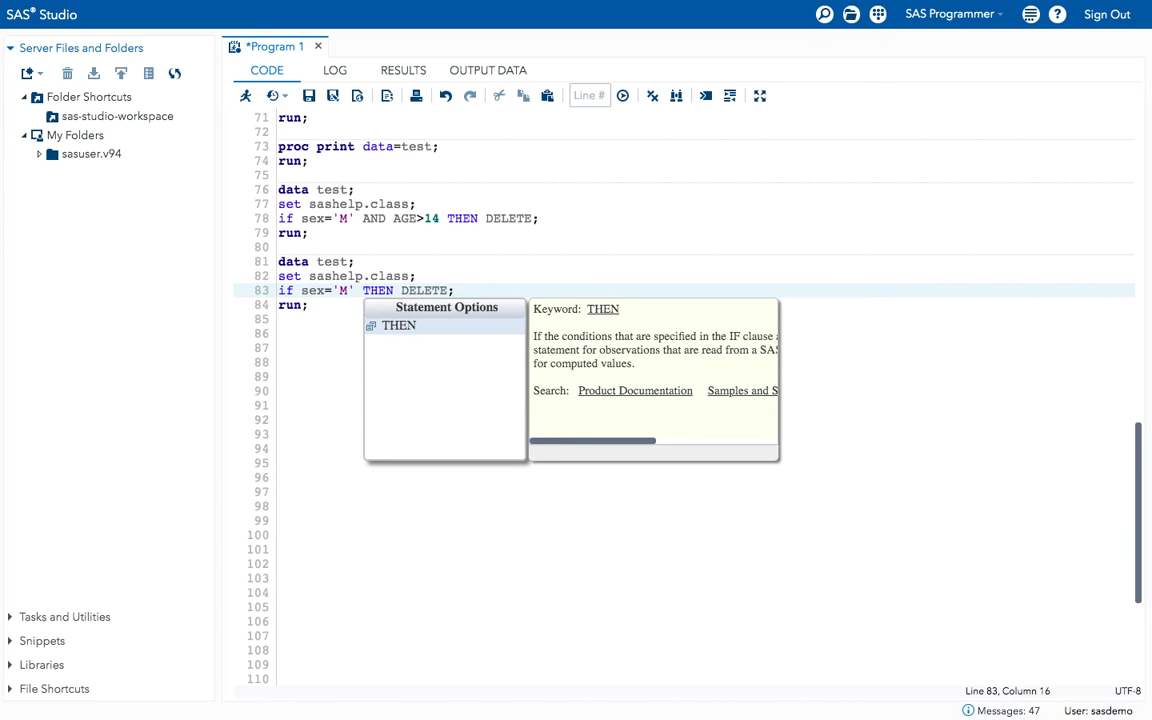 SAS® Studio
SAS Programmer
Sign Out
Server Files and Folders
Folder Shortcuts
sas-studio-workspace
My Folders
sasuser.v94
Tasks and Utilities
Snippets
Libraries
File Shortcuts
*Program 1
CODE LOG RESULTS OUTPUT DATA
Line #
71 run;
72
73 proc print data=test;
74 run;
75
76 data test;
77 set sashelp.class;
78 if sex='M' AND AGE>14 THEN DELETE;
79 run;
80
81 data test;
82 set sashelp.class;
83 if sex='M' THEN DELETE;
84 run;
85
86
87
88
89
90
91
92
93
94
95
96
97
98
99
100
101
102
103
104
105
106
107
108
109
110
Statement Options
THEN
Keyword: THEN
If the conditions that are specified in the IF clause a
statement for observations that are read from a SAS
for computed values.
Search: Product Documentation Samples and S
Line 83, Column 16
UTF-8
Messages: 47
User: sasdemo